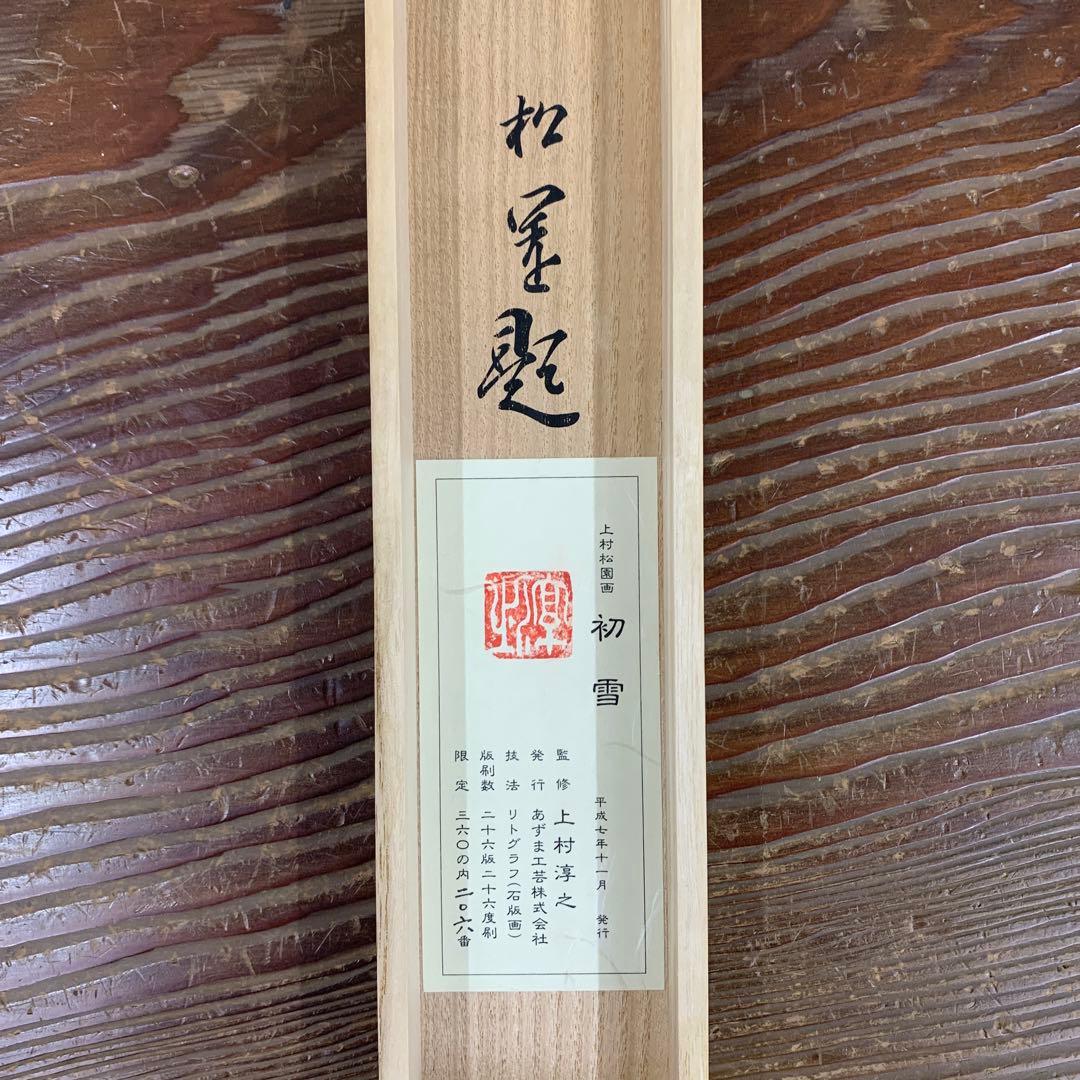 松篁題
上村松園画 初雪
平成七年十一月 発行
監修 上村淳之
発行 あずま工芸株式会社
技法 リトグラフ(石版画)
版刷数 二十六版二十六度刷
限定 三六〇の内二〇六番
淳之